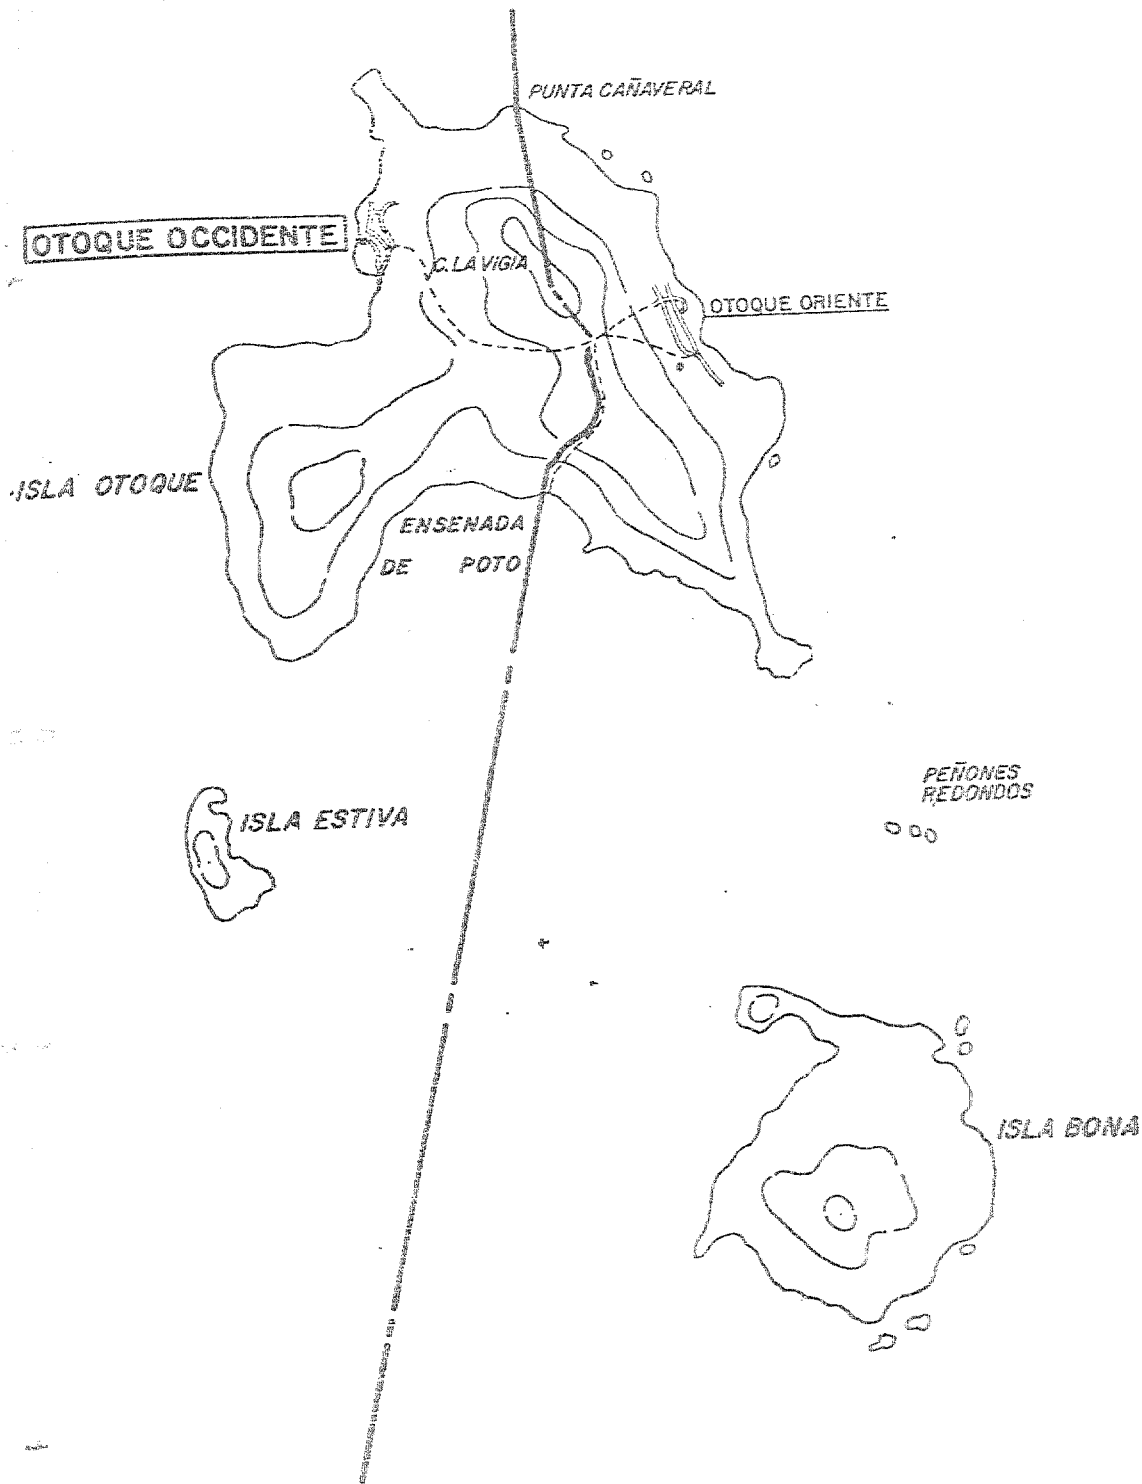 PUNTA CAÑAVERAL
OTOQUE OCCIDENTE
C. LA VIGIA
OTOQUE ORIENTE
ISLA OTOQUE
ENSENADA
DE POTO
PEÑONES
REDONDOS
ISLA ESTIVA
ISLA BONA